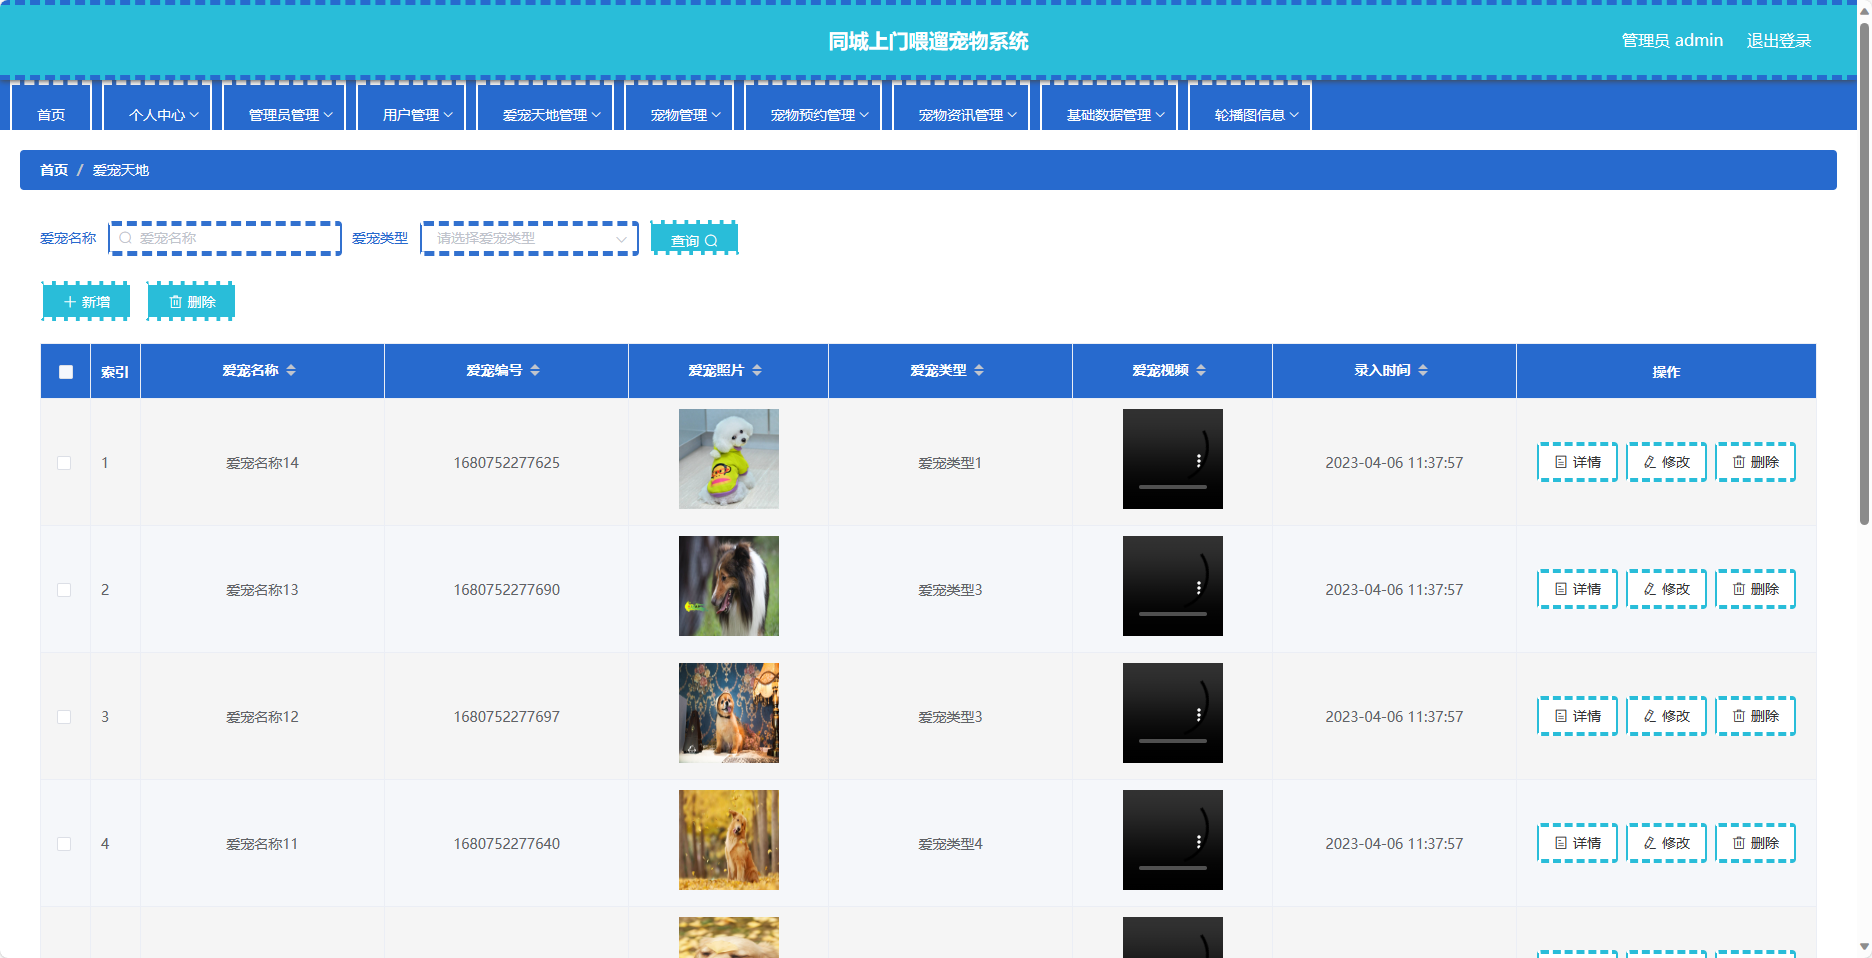 同城上门喂遛宠物系统
管理员 admin 退出登录
首页 个人中心 管理员管理 用户管理 爱宠天地管理 宠物管理 宠物预约管理 宠物资讯管理 基础数据管理 轮播图信息
首页 / 爱宠天地
爱宠名称 爱宠名称 爱宠类型 请选择爱宠类型 查询
新增 删除
索引 爱宠名称 爱宠编号 爱宠照片 爱宠类型 爱宠视频 录入时间 操作
1 爱宠名称14 1680752277625 爱宠类型1 2023-04-06 11:37:57 详情 修改 删除
2 爱宠名称13 1680752277690 爱宠类型3 2023-04-06 11:37:57 详情 修改 删除
3 爱宠名称12 1680752277697 爱宠类型3 2023-04-06 11:37:57 详情 修改 删除
4 爱宠名称11 1680752277640 爱宠类型4 2023-04-06 11:37:57 详情 修改 删除